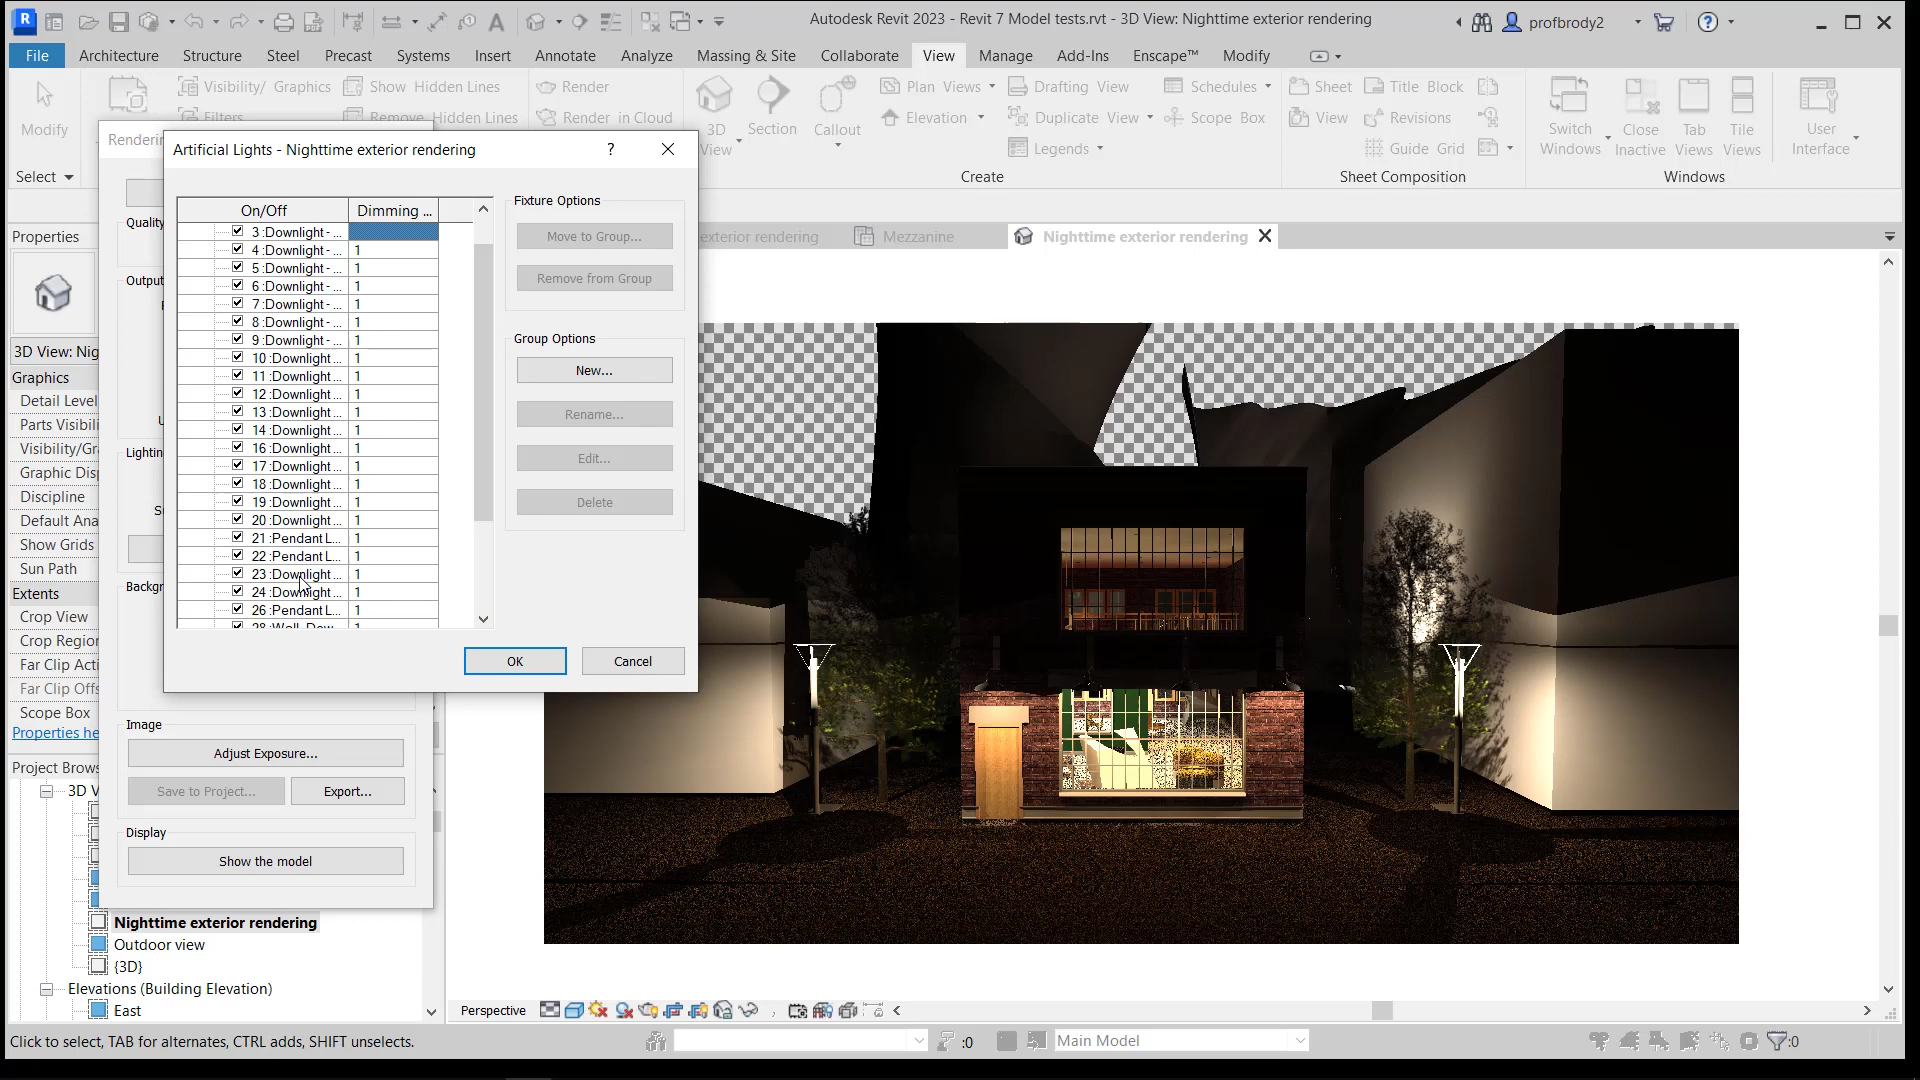 Autodesk Revit 2023 - Revit 7 Model tests.rvt - 3D View: Nighttime exterior rendering
profbrody2
File Architecture Structure Steel Precast Systems Insert Annotate Analyze Massing & Site Collaborate View Manage Add-Ins Enscape™ Modify
Modify
Select
Visibility/ Graphics
Filters
Show Hidden Lines
Remove Hidden Lines
Render
Render in Cloud
3D
View
Section
Callout
Plan Views
Elevation
Drafting View
Duplicate View
Legends
Schedules
Scope Box
Create
Sheet
View
Title Block
Revisions
Guide Grid
Sheet Composition
Switch
Windows
Close
Inactive
Tab
Views
Tile
Views
Windows
User
Interface
exterior rendering
Mezzanine
Nighttime exterior rendering
Properties
3D View: Nig
Graphics
Detail Level
Parts Visibili
Visibility/Gra
Graphic Disp
Discipline
Default Ana
Show Grids
Sun Path
Extents
Crop View
Crop Region
Far Clip Acti
Far Clip Offs
Scope Box
Properties he
Project Brows
3D V
Nighttime exterior rendering
Outdoor view
{3D}
Elevations (Building Elevation)
East
Rendering
Quality
Output
Lightin
Backgr
Image
Adjust Exposure...
Save to Project...
Export...
Display
Show the model
Artificial Lights - Nighttime exterior rendering
?
On/Off Dimming ...
3 :Downlight - ...
4 :Downlight - ... 1
5 :Downlight - ... 1
6 :Downlight - ... 1
7 :Downlight - ... 1
8 :Downlight - ... 1
9 :Downlight - ... 1
10 :Downlight ... 1
11 :Downlight ... 1
12 :Downlight ... 1
13 :Downlight ... 1
14 :Downlight ... 1
16 :Downlight ... 1
17 :Downlight ... 1
18 :Downlight ... 1
19 :Downlight ... 1
20 :Downlight ... 1
21 :Pendant L... 1
22 :Pendant L... 1
23 :Downlight ... 1
24 :Downlight ... 1
26 :Pendant L... 1
Fixture Options
Move to Group...
Remove from Group
Group Options
New...
Rename...
Edit...
Delete
OK
Cancel
Perspective
Click to select, TAB for alternates, CTRL adds, SHIFT unselects.
:0
Main Model
:0